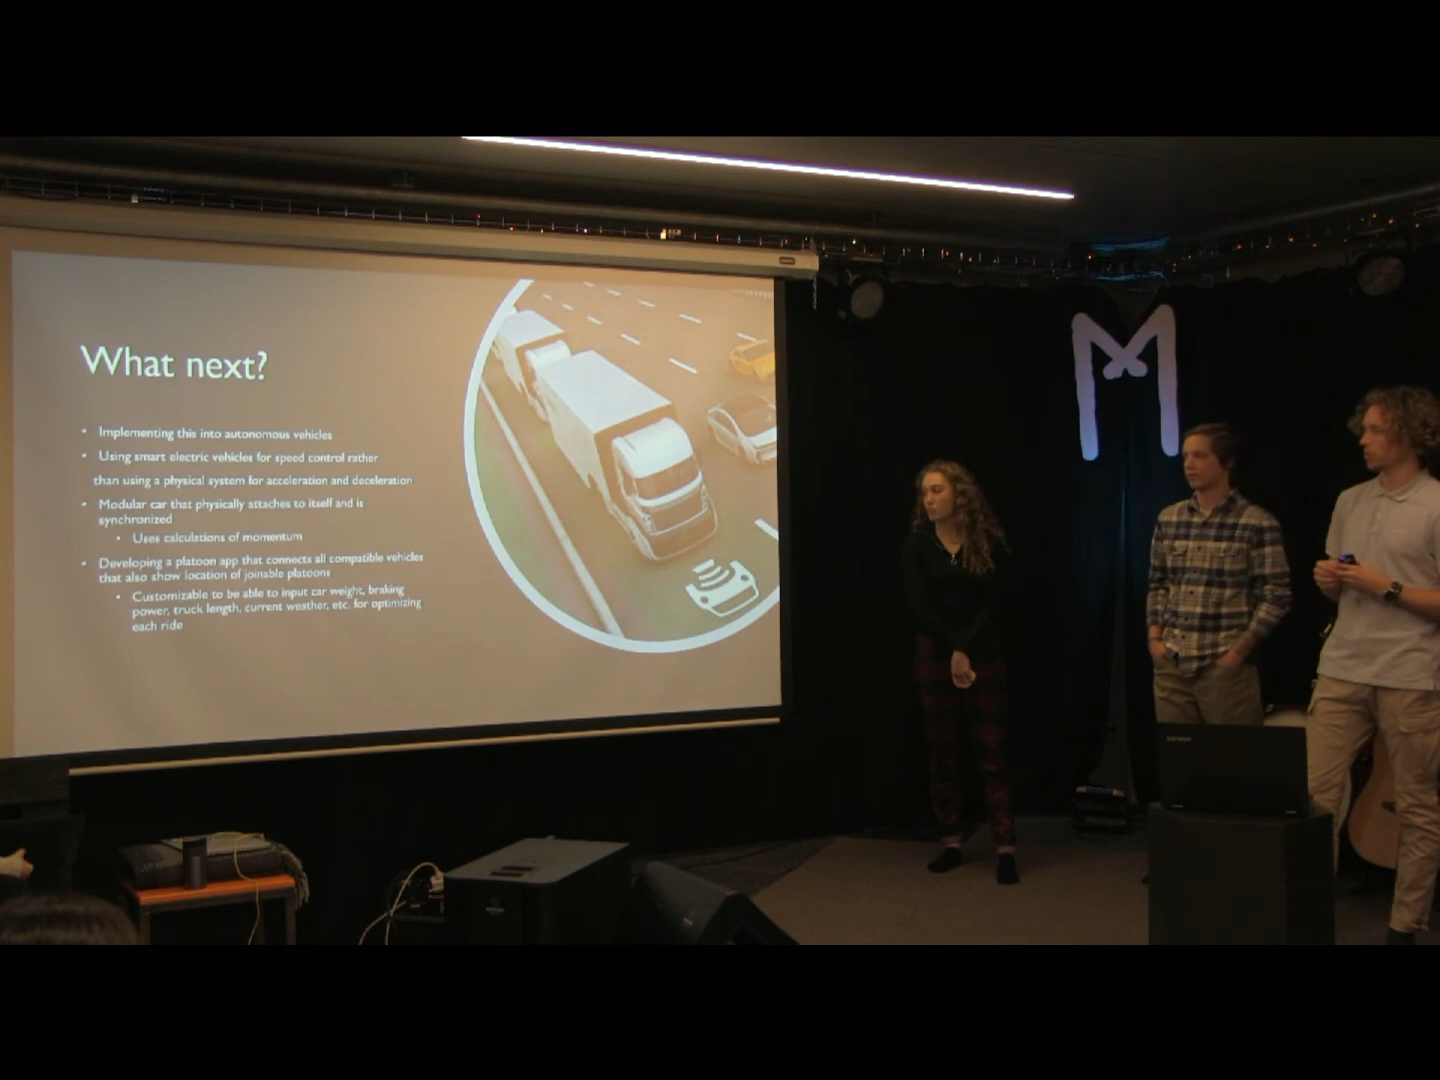 What next?
• Implementing this into autonomous vehicles
• Using smart electric vehicles for speed control rather
than using a physical system for acceleration and deceleration
• Modular car that physically attaches to itself and is
synchronized
• Uses calculations of momentum
• Developing a platoon app that connects all compatible vehicles
that also show location of joinable platoons
• Customizable to be able to input car weight, braking
power, truck length, current weather, etc. for optimizing
each ride
Lenovo